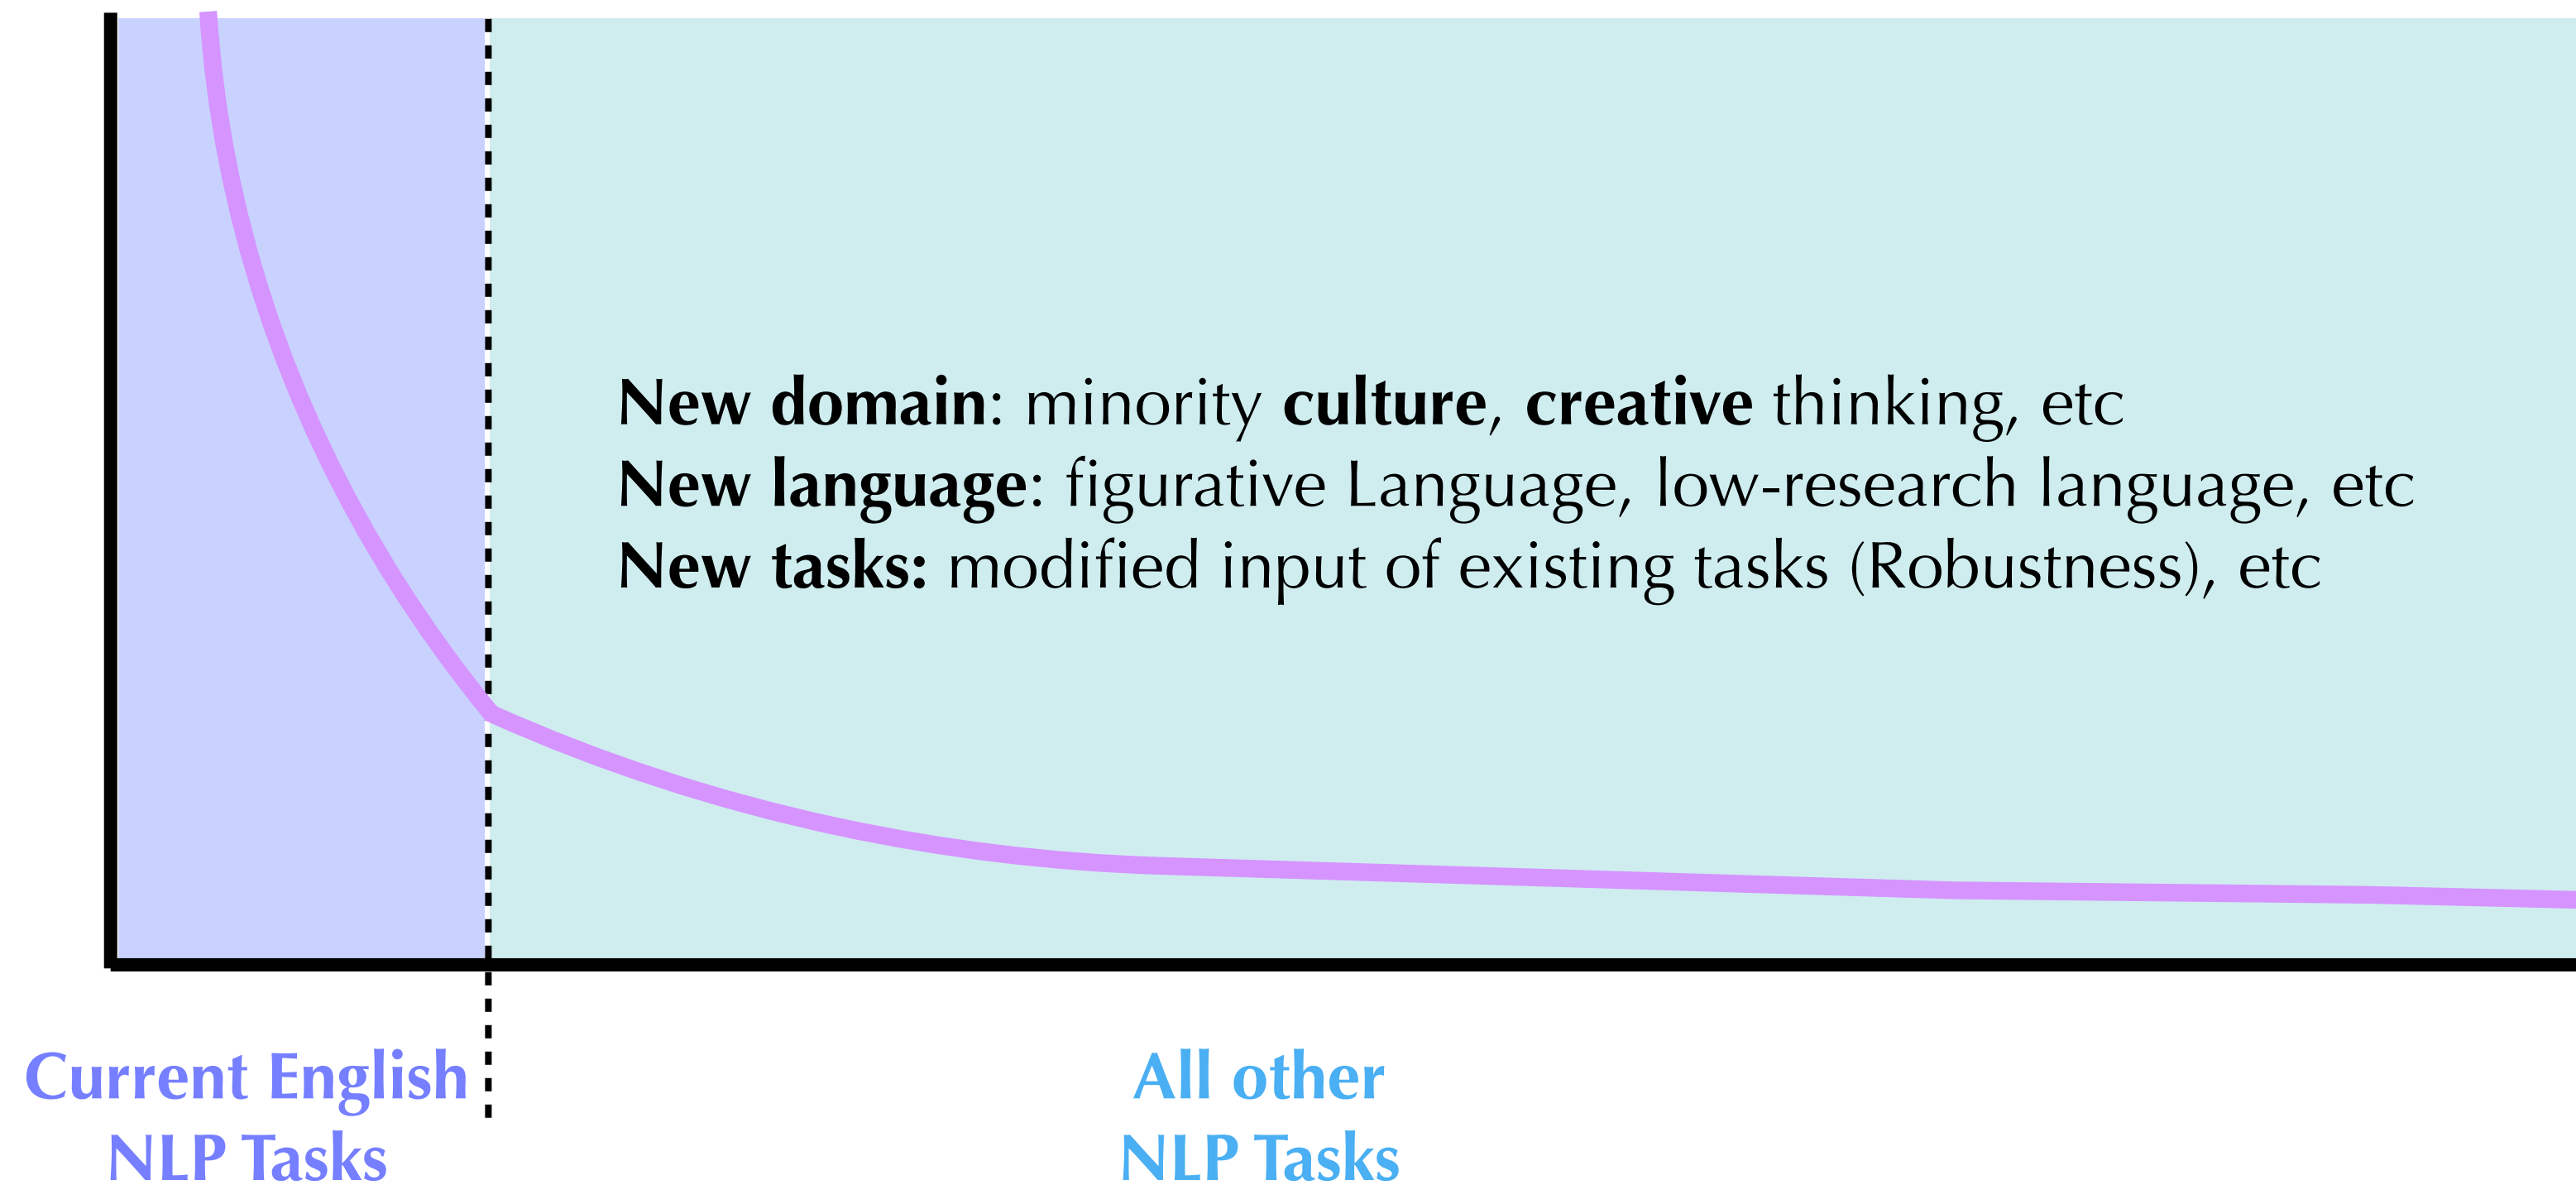 New domain: minority culture, creative thinking, etc
New language: figurative Language, low-research language, etc
New tasks: modified input of existing tasks (Robustness), etc
Current English
NLP Tasks
All other
NLP Tasks